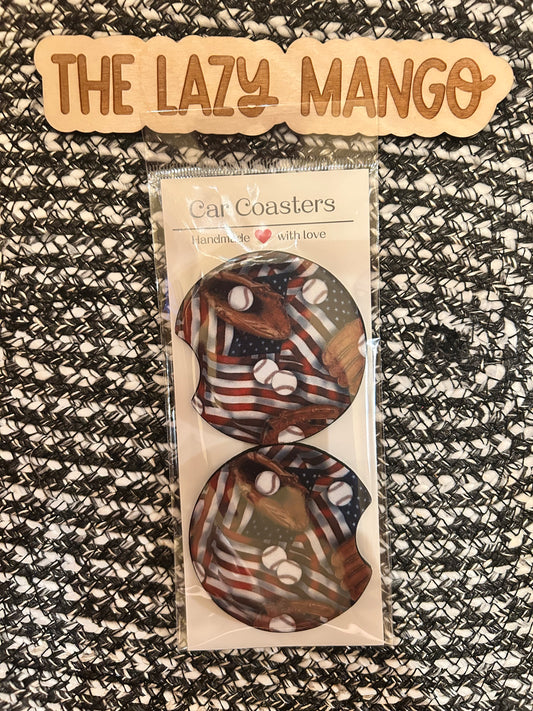 THE LAZY MANGO
Car Coasters
Handmade ❤ with love